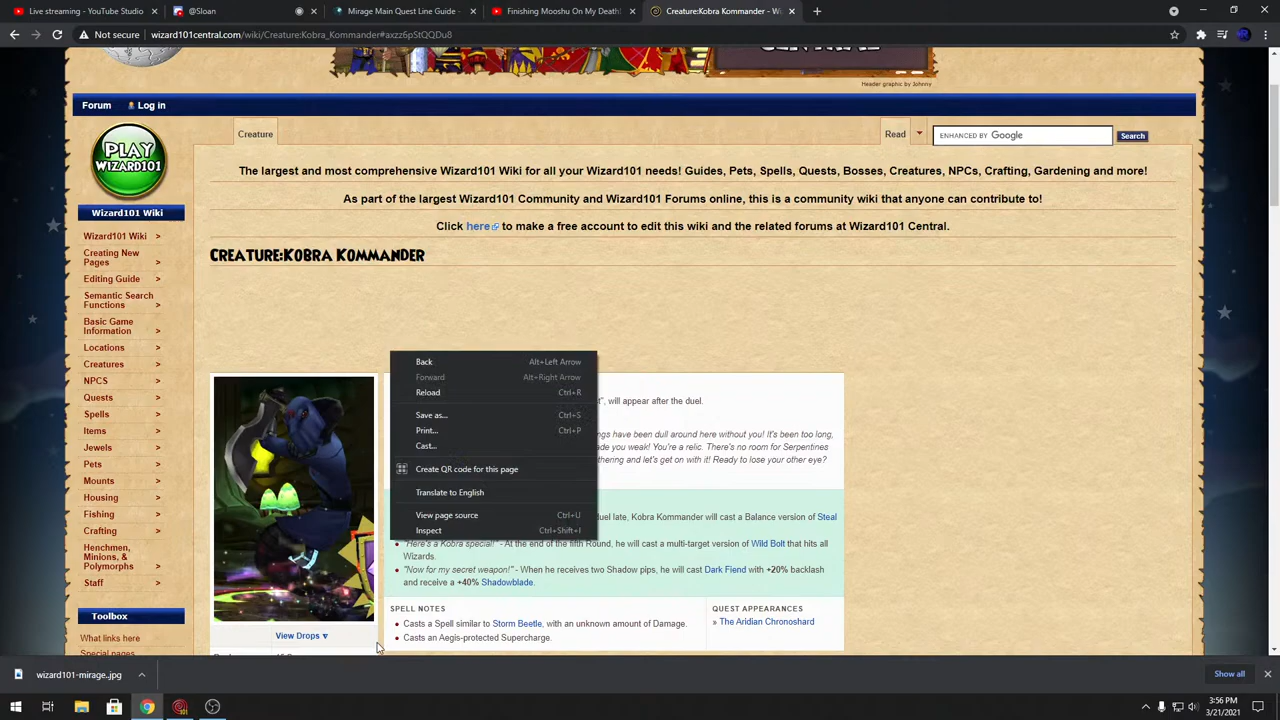 Live streaming - YouTube Studio
@Sloan
Mirage Main Quest Line Guide -
Finishing Mooshu On My Death
Creature:Kobra Kommander - Wi
Not secure
wizard101central.com/wiki/Creature:Kobra_Kommander#axzz6pStQQDu8
Header graphic by Johnny
Forum
Log in
Creature
Read
ENHANCED BY Google
Search
PLAY
WIZARD101
The largest and most comprehensive Wizard101 Wiki for all your Wizard101 needs! Guides, Pets, Spells, Quests, Bosses, Creatures, NPCs, Crafting, Gardening and more!
As part of the largest Wizard101 Community and Wizard101 Forums online, this is a community wiki that anyone can contribute to!
Click here to make a free account to edit this wiki and the related forums at Wizard101 Central.
CREATURE:KOBRA KOMMANDER
Wizard101 Wiki
Wizard101 Wiki >
Creating New
Pages >
Editing Guide >
Semantic Search
Functions >
Basic Game
Information >
Locations >
Creatures >
NPCS >
Quests >
Spells >
Items >
Jewels >
Pets >
Mounts >
Housing >
Fishing >
Crafting >
Henchmen,
Minions, &
Polymorphs >
Staff >
Toolbox
What links here
Special pages
Back Alt+Left Arrow
Forward Alt+Right Arrow
Reload Ctrl+R
Save as... Ctrl+S
Print... Ctrl+P
Cast...
Create QR code for this page
Translate to English
View page source Ctrl+U
Inspect Ctrl+Shift+I
", will appear after the duel.
ngs have been dull around here without you! It's been too long,
ade you weak! You're a relic. There's no room for Serpentines
thering and let's get on with it! Ready to lose your other eye?
uel late, Kobra Kommander will cast a Balance version of Steal
"Here's a Kobra special!" - At the end of the fifth Round, he will cast a multi-target version of Wild Bolt that hits all
Wizards.
"Now for my secret weapon!" - When he receives two Shadow pips, he will cast Dark Fiend with +20% backlash
and receive a +40% Shadowblade.
SPELL NOTES
Casts a Spell similar to Storm Beetle, with an unknown amount of Damage.
Casts an Aegis-protected Supercharge.
QUEST APPEARANCES
» The Aridian Chronoshard
View Drops
wizard101-mirage.jpg
Show all
3:56 PM
3/21/2021